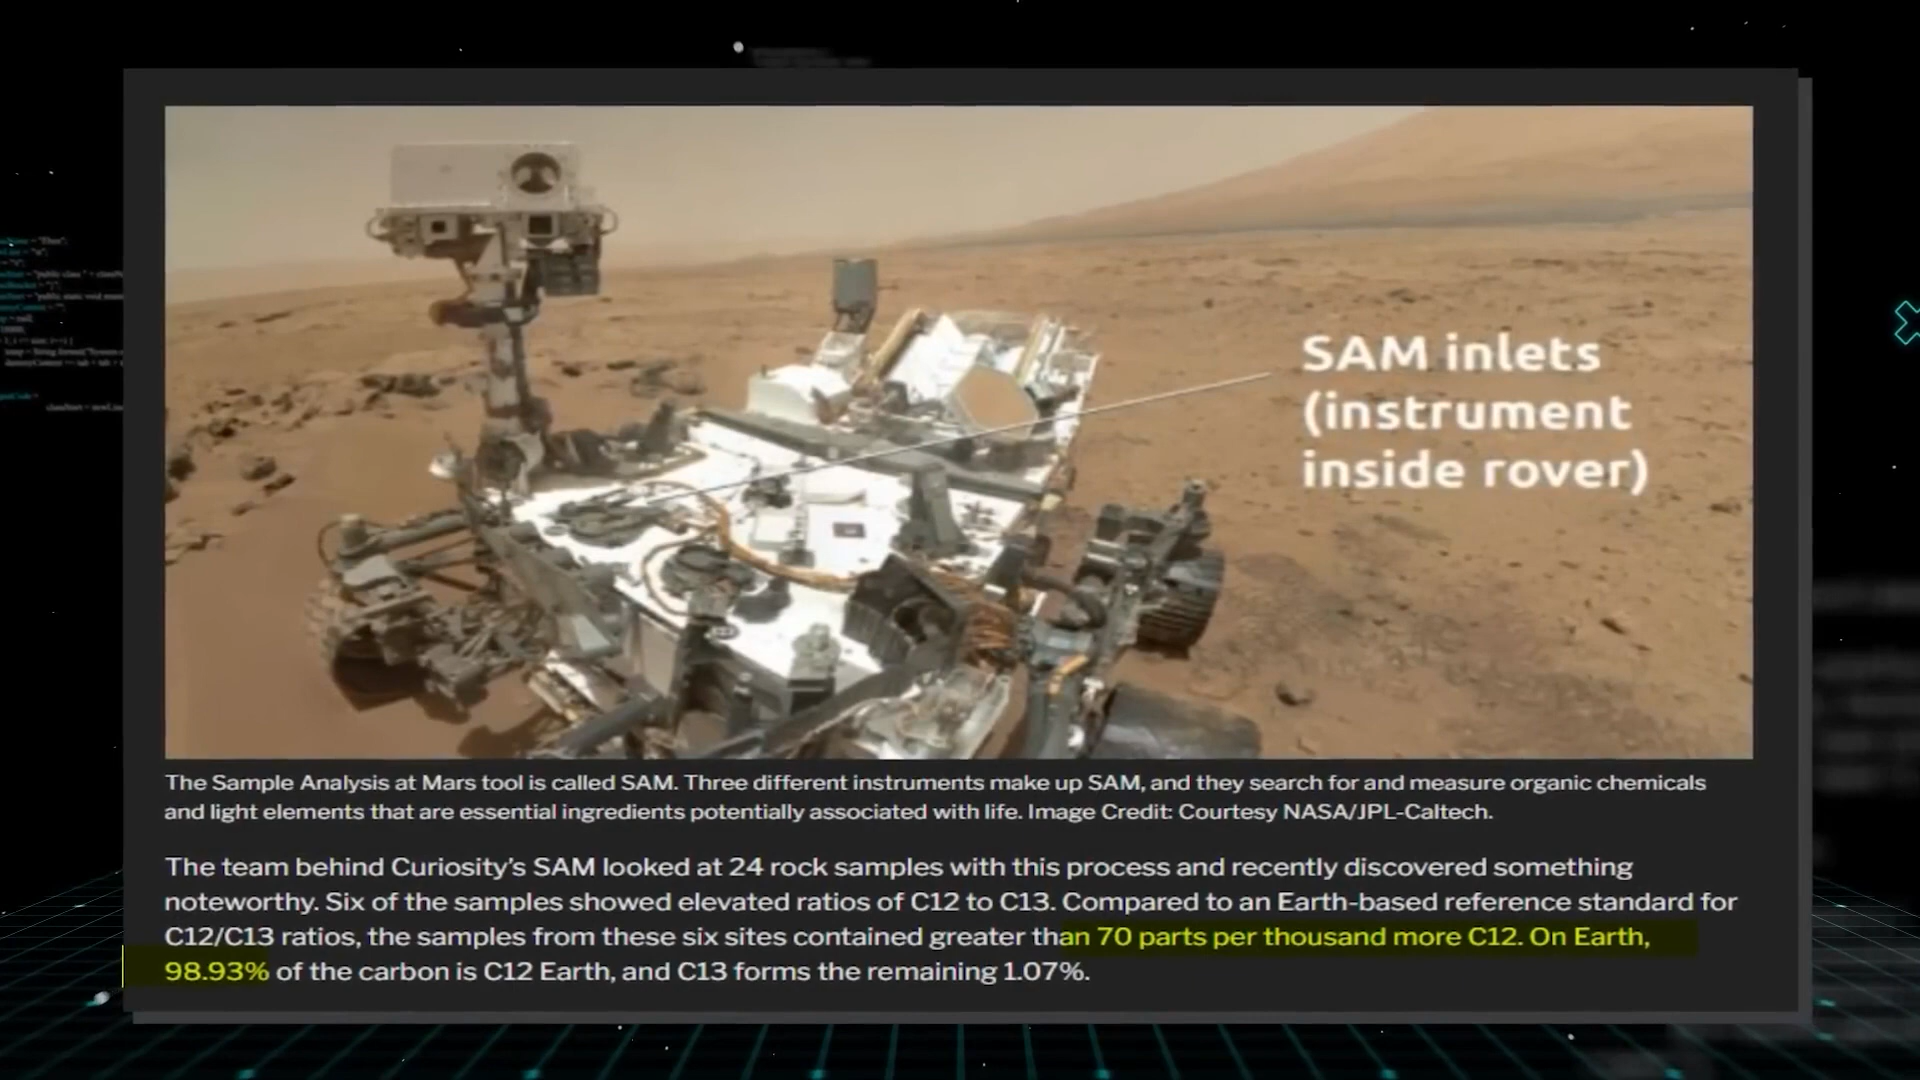 SAM inlets
(instrument
inside rover)
The Sample Analysis at Mars tool is called SAM. Three different instruments make up SAM, and they search for and measure organic chemicals
and light elements that are essential ingredients potentially associated with life. Image Credit: Courtesy NASA/JPL-Caltech.
The team behind Curiosity's SAM looked at 24 rock samples with this process and recently discovered something
noteworthy. Six of the samples showed elevated ratios of C12 to C13. Compared to an Earth-based reference standard for
C12/C13 ratios, the samples from these six sites contained greater than 70 parts per thousand more C12. On Earth,
98.93% of the carbon is C12 Earth, and C13 forms the remaining 1.07%.